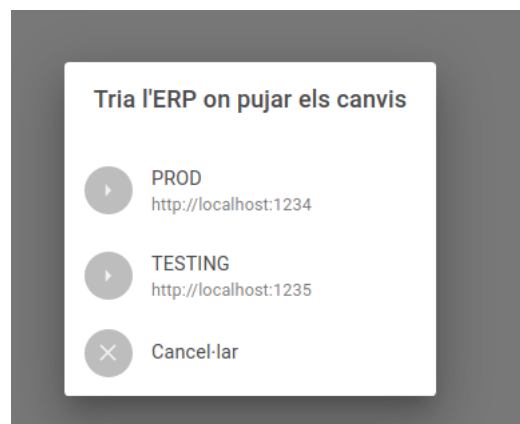 Tria l'ERP on pujar els canvis
PROD
http://localhost:1234
TESTING
http://localhost:1235
Cancel·lar